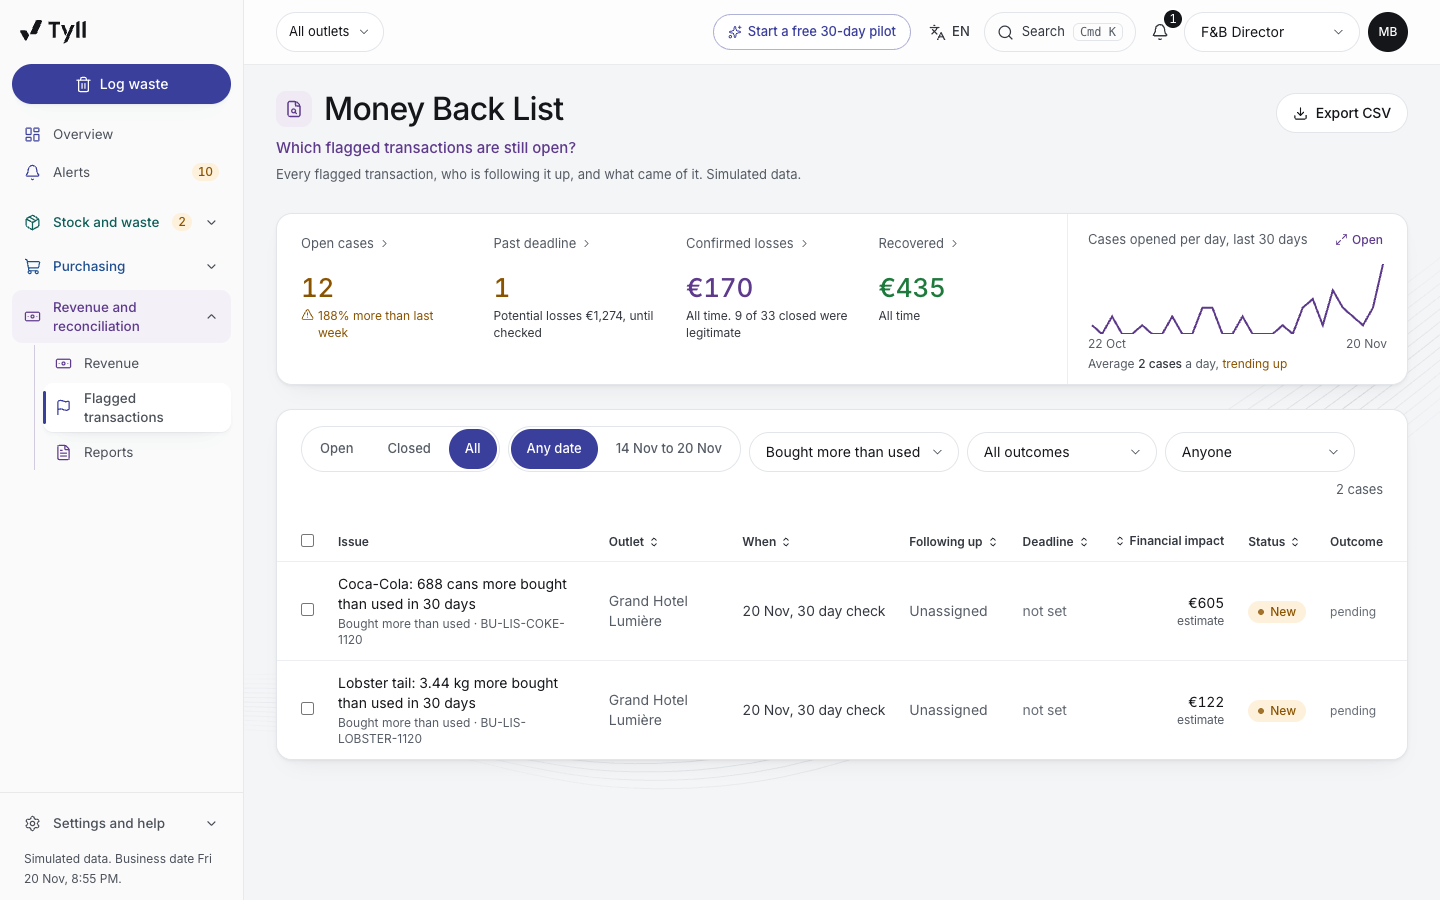 Tyll
Log waste
Overview
Alerts
10
Stock and waste
2
Purchasing
Revenue and
reconciliation
Revenue
Flagged
transactions
Reports
Settings and help
Simulated data. Business date Fri
20 Nov, 8:55 PM.
All outlets
Start a free 30-day pilot
EN
Search
Cmd K
1
F&B Director
MB
Money Back List
Export CSV
Which flagged transactions are still open?
Every flagged transaction, who is following it up, and what came of it. Simulated data.
Open cases
12
188% more than last
week
Past deadline
1
Potential losses €1,274, until
checked
Confirmed losses
€170
All time. 9 of 33 closed were
legitimate
Recovered
€435
All time
Cases opened per day, last 30 days
Open
22 Oct
20 Nov
Average 2 cases a day, trending up
Open
Closed
All
Any date
14 Nov to 20 Nov
Bought more than used
All outcomes
Anyone
2 cases
Issue
Outlet
When
Following up
Deadline
Financial impact
Status
Outcome
Coca-Cola: 688 cans more bought
than used in 30 days
Bought more than used · BU-LIS-COKE-
1120
Grand Hotel
Lumière
20 Nov, 30 day check
Unassigned
not set
€605
estimate
New
pending
Lobster tail: 3.44 kg more bought
than used in 30 days
Bought more than used · BU-LIS-
LOBSTER-1120
Grand Hotel
Lumière
20 Nov, 30 day check
Unassigned
not set
€122
estimate
New
pending